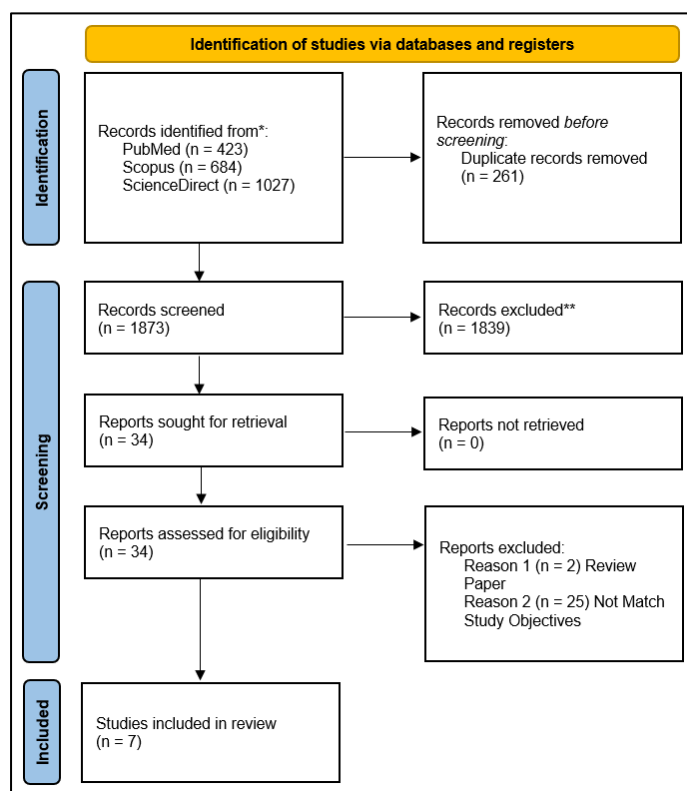 Identification of studies via databases and registers
Identification
Records identified from*:
PubMed (n = 423)
Scopus (n = 684)
ScienceDirect (n = 1027)
Records removed before
screening:
Duplicate records removed
(n = 261)
Screening
Records screened
(n = 1873)
Records excluded**
(n = 1839)
Reports sought for retrieval
(n = 34)
Reports not retrieved
(n = 0)
Reports assessed for eligibility
(n = 34)
Reports excluded:
Reason 1 (n = 2) Review
Paper
Reason 2 (n = 25) Not Match
Study Objectives
Included
Studies included in review
(n = 7)